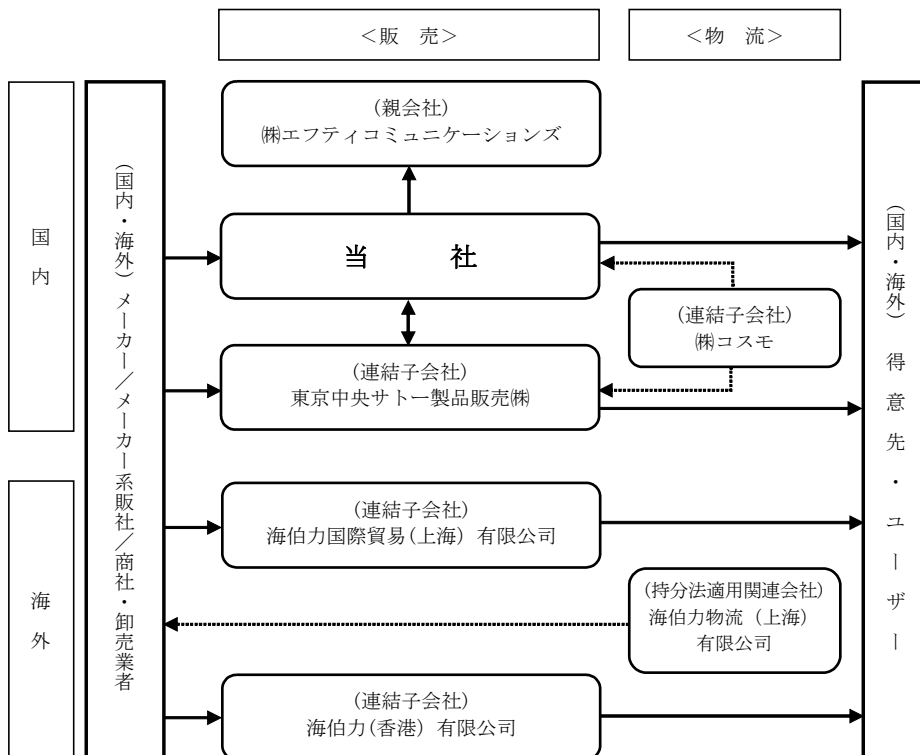 ＜販　売＞
＜物　流＞
国内
海外
(国内・海外) メーカー／メーカー系販社／商社・卸売業者
(親会社)
㈱エフティコミュニケーションズ
当　　社
(連結子会社)
㈱コスモ
(連結子会社)
東京中央サトー製品販売㈱
(連結子会社)
海伯力国際貿易(上海) 有限公司
(持分法適用関連会社)
海伯力物流 (上海)
有限公司
(連結子会社)
海伯力(香港) 有限公司
(国内・海外) 得意先・ユーザー